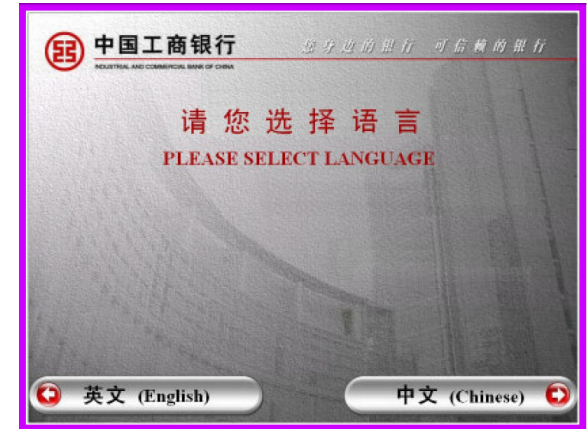 中国工商银行
INDUSTRIAL AND COMMERCIAL BANK OF CHINA
您身边的银行 可信赖的银行
请您选择语言
PLEASE SELECT LANGUAGE
英文 (English)
中文 (Chinese)